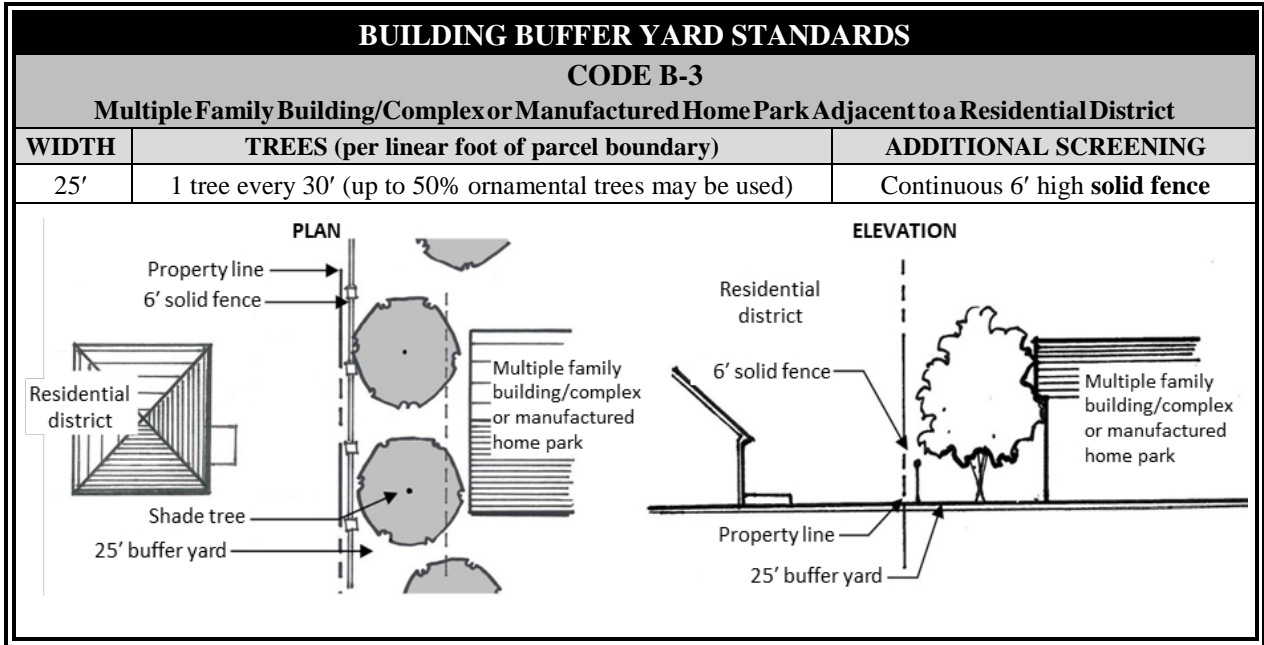 BUILDING BUFFER YARD STANDARDS
CODE B-3
Multiple Family Building/Complex or Manufactured Home Park Adjacent to a Residential District
WIDTH TREES (per linear foot of parcel boundary) ADDITIONAL SCREENING
25′ 1 tree every 30′ (up to 50% ornamental trees may be used) Continuous 6′ high solid fence
PLAN
Property line
6′ solid fence
Residential
district
Multiple family
building/complex
or manufactured
home park
Shade tree
25′ buffer yard
ELEVATION
Residential
district
6′ solid fence
Multiple family
building/complex
or manufactured
home park
Property line
25′ buffer yard